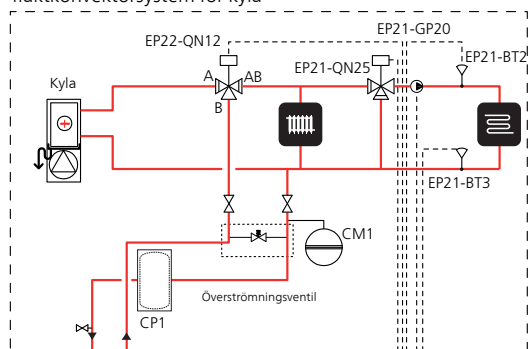 fläktkonvektorsystem för kyla
EP22-QN12
EP21-GP20
EP21-QN25
EP21-BT2
A
AB
Kyla
B
EP21-BT3
CM1
Överströmningsventil
CP1